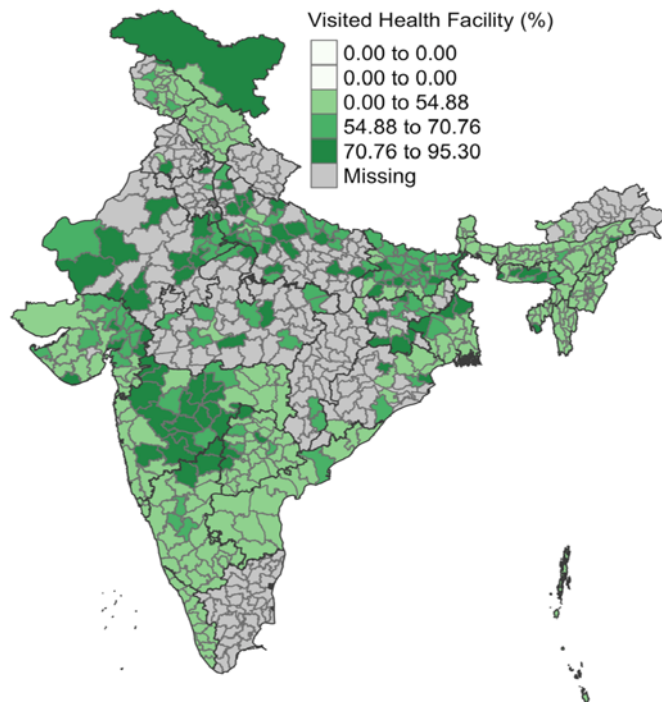 Visited Health Facility (%)
0.00 to 0.00
0.00 to 0.00
0.00 to 54.88
54.88 to 70.76
70.76 to 95.30
Missing